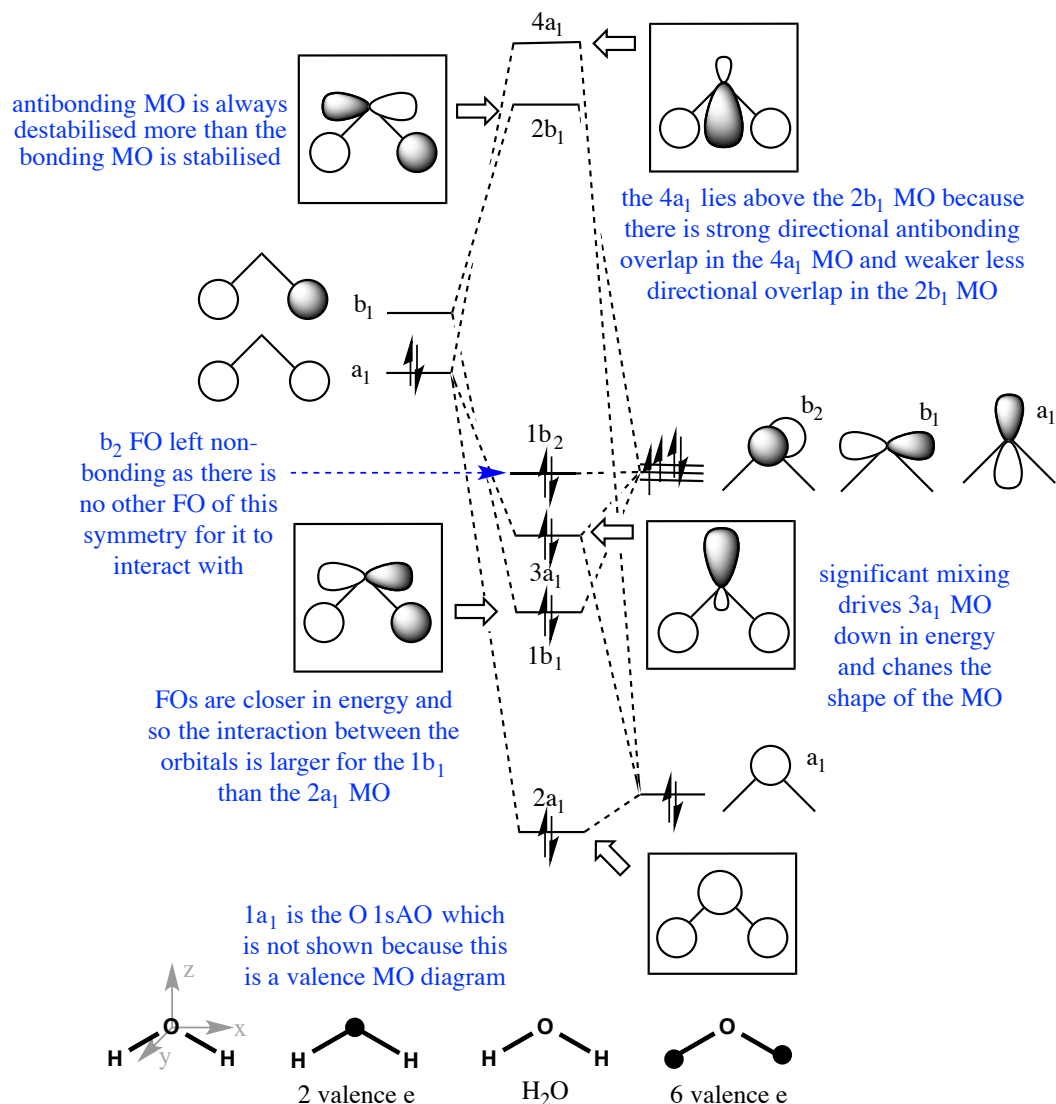 4a₁
antibonding MO is always
destabilised more than the
bonding MO is stabilised
2b₁
the 4a₁ lies above the 2b₁ MO because
there is strong directional antibonding
overlap in the 4a₁ MO and weaker less
directional overlap in the 2b₁ MO
b₁
a₁
b₂ FO left non-
bonding as there is
no other FO of this
symmetry for it to
interact with
1b₂
b₂
b₁
a₁
3a₁
significant mixing
drives 3a₁ MO
down in energy
and chanes the
shape of the MO
1b₁
FOs are closer in energy and
so the interaction between the
orbitals is larger for the 1b₁
than the 2a₁ MO
2a₁
a₁
1a₁ is the O 1sAO which
is not shown because this
is a valence MO diagram
z
x
y
O
H H
H H
2 valence e
O
H H
H₂O
O
6 valence e